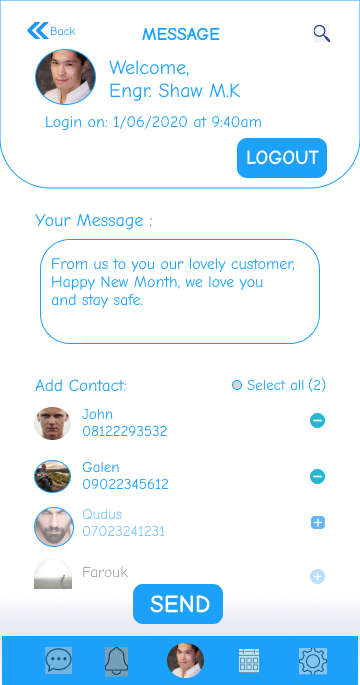 Back
MESSAGE
Welcome,
Engr. Shaw M.K
Login on: 1/06/2020 at 9:40am
LOGOUT
Your Message :
From us to you our lovely customer,
Happy New Month, we love you
and stay safe.
Add Contact:
Select all (2)
John
08122293532
Galen
09022345612
Qudus
07023241231
Farouk
SEND